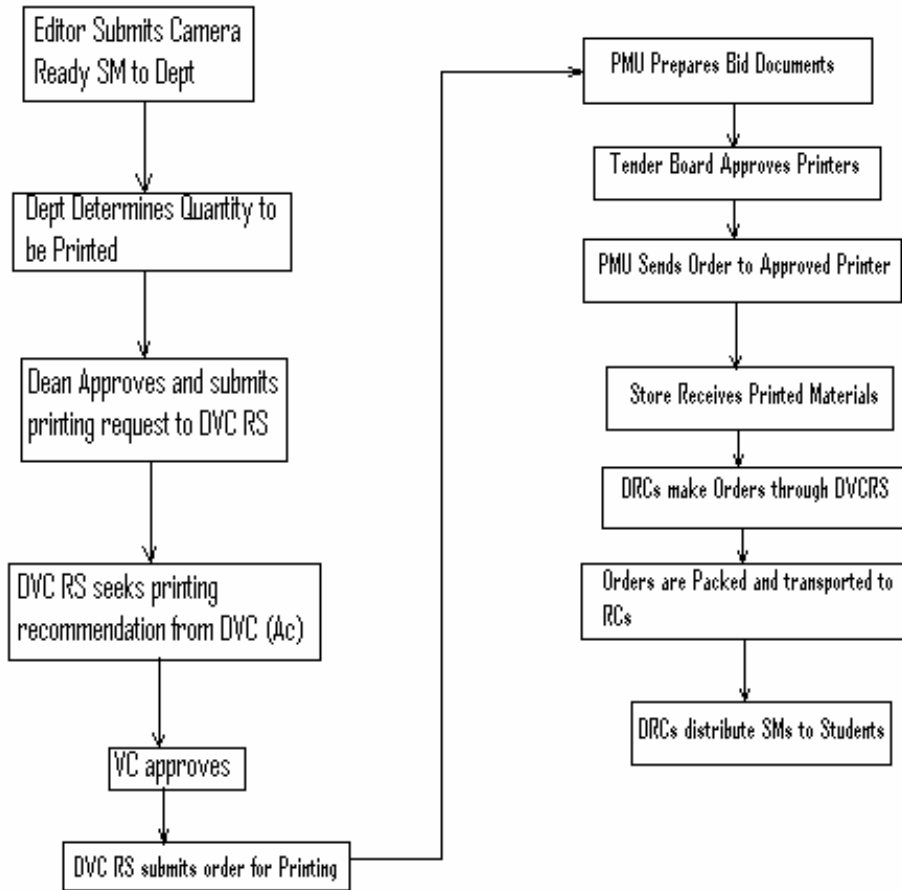 Editor Submits Camera
Ready SM to Dept
Dept Determines Quantity to
be Printed
Dean Approves and submits
printing request to DVC RS
DVC RS seeks printing
recommendation from DVC (Ac)
VC approves
DVC RS submits order for Printing
PMU Prepares Bid Documents
Tender Board Approves Printers
PMU Sends Order to Approved Printer
Store Receives Printed Materials
DRCs make Orders through DVCRS
Orders are Packed and transported to
RCs
DRCs distribute SMs to Students